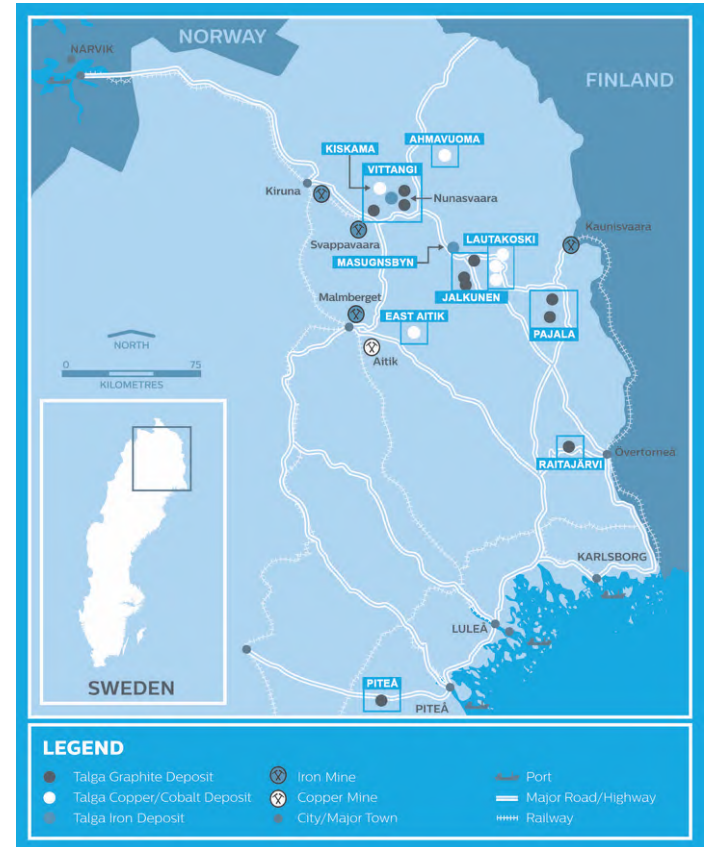 NORWAY
NARVIK
FINLAND
AHMAVUOMA
KISKAMA
VITTANGI
Kiruna
Nunasvaara
Kaunisvaara
Svappavaara
LAUTAKOSKI
MASUGNSBYN
JALKUNEN
Malmberget
EAST AITIK
PAJALA
NORTH
Aitik
0 75
KILOMETRES
Övertorneå
RAITAJÄRVI
KARLSBORG
LULEÅ
SWEDEN
PITEÅ
PITEÅ
LEGEND
Talga Graphite Deposit
Talga Copper/Cobalt Deposit
Talga Iron Deposit
Iron Mine
Copper Mine
City/Major Town
Port
Major Road/Highway
Railway